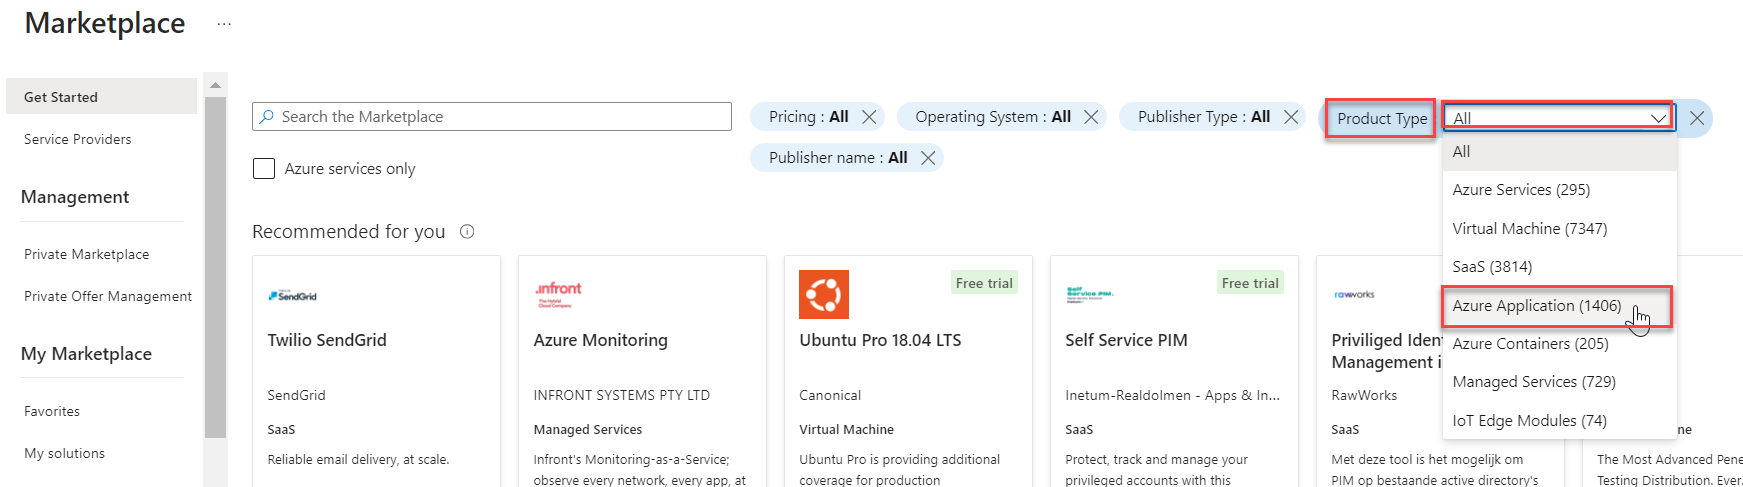 Marketplace ...
Get Started
Service Providers
Management
Private Marketplace
Private Offer Management
My Marketplace
Favorites
My solutions
Search the Marketplace
Pricing : All
Operating System : All
Publisher Type : All
Product Type
All
Publisher name : All
Azure services only
All
Azure Services (295)
Virtual Machine (7347)
SaaS (3814)
Azure Application (1406)
Azure Containers (205)
Managed Services (729)
IoT Edge Modules (74)
Recommended for you
SendGrid
Twilio SendGrid
SendGrid
SaaS
Reliable email delivery, at scale.
.infront
The Hybrid
Cloud Company
Azure Monitoring
INFRONT SYSTEMS PTY LTD
Managed Services
Infront's Monitoring-as-a-Service;
observe every network, every app, at
Free trial
Ubuntu Pro 18.04 LTS
Canonical
Virtual Machine
Ubuntu Pro is providing additional
coverage for production
Self
Service PIM.
Free trial
Self Service PIM
Inetum-Realdolmen - Apps & In...
SaaS
Protect, track and manage your
privileged accounts with this
rawworks
Priviliged Iden
Management i
RawWorks
SaaS
Met deze tool is het mogelijk om
PIM op bestaande active directory's
ne
The Most Advanced Pene
Testing Distribution. Ever.